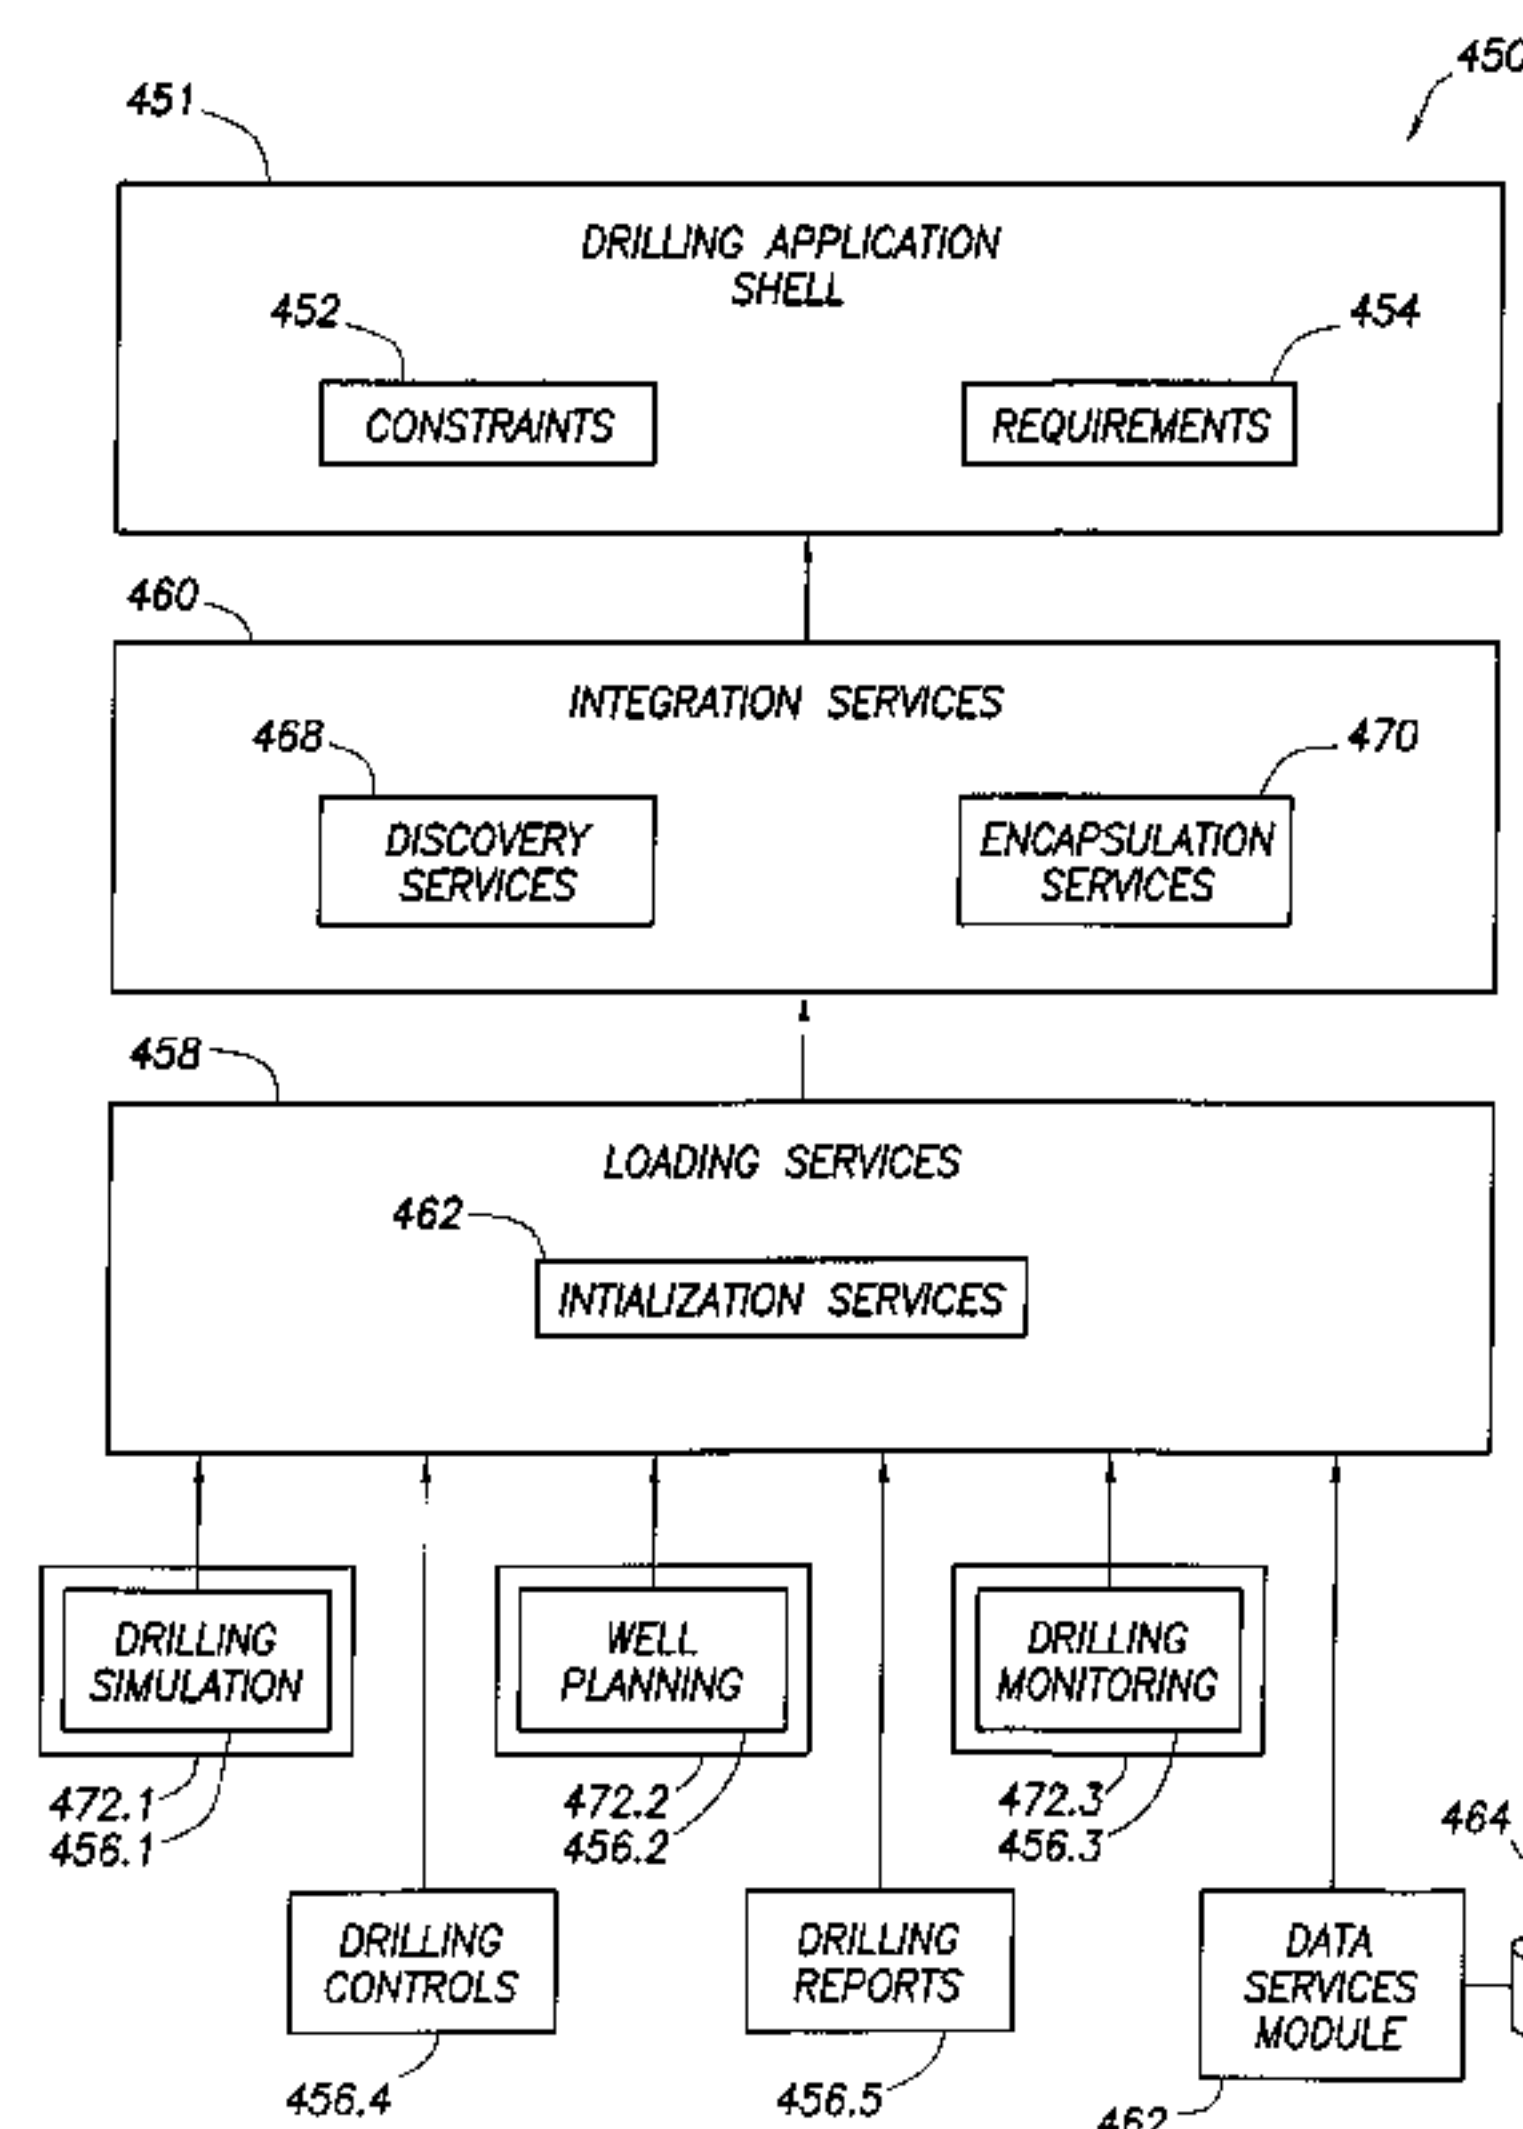 450
451
DRILLING APPLICATION
SHELL
452
454
CONSTRAINTS
REQUIREMENTS
460
INTEGRATION SERVICES
468
470
DISCOVERY
SERVICES
ENCAPSULATION
SERVICES
458
LOADING SERVICES
462
INTIALIZATION SERVICES
DRILLING
SIMULATION
WELL
PLANNING
DRILLING
MONITORING
472.1
456.1
472.2
456.2
472.3
456.3
464
DRILLING
CONTROLS
DRILLING
REPORTS
DATA
SERVICES
MODULE
456.4
456.5
462